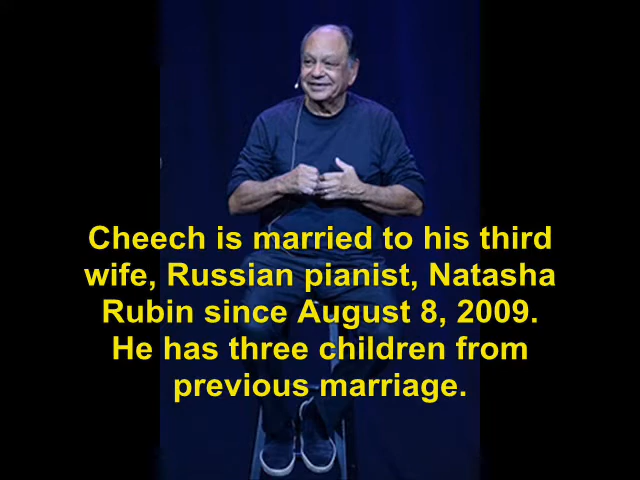 Cheech is married to his third
wife, Russian pianist, Natasha
Rubin since August 8, 2009.
He has three children from
previous marriage.